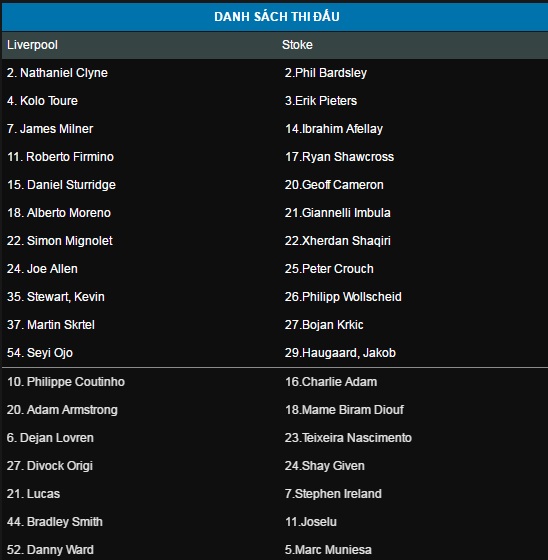 DANH SÁCH THI ĐẤU
Liverpool Stoke
2. Nathaniel Clyne 2.Phil Bardsley
4. Kolo Toure 3.Erik Pieters
7. James Milner 14.Ibrahim Afellay
11. Roberto Firmino 17.Ryan Shawcross
15. Daniel Sturridge 20.Geoff Cameron
18. Alberto Moreno 21.Giannelli Imbula
22. Simon Mignolet 22.Xherdan Shaqiri
24. Joe Allen 25.Peter Crouch
35. Stewart, Kevin 26.Philipp Wollscheid
37. Martin Skrtel 27.Bojan Krkic
54. Seyi Ojo 29.Haugaard, Jakob
10. Philippe Coutinho 16.Charlie Adam
20. Adam Armstrong 18.Mame Biram Diouf
6. Dejan Lovren 23.Teixeira Nascimento
27. Divock Origi 24.Shay Given
21. Lucas 7.Stephen Ireland
44. Bradley Smith 11.Joselu
52. Danny Ward 5.Marc Muniesa